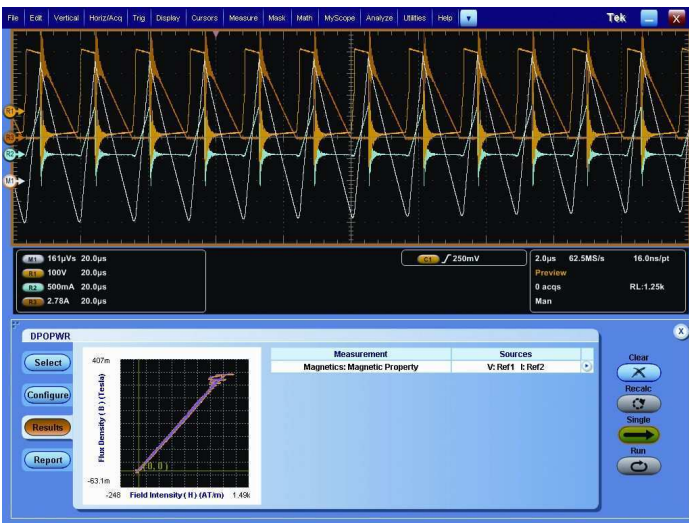 File Edit Vertical Horiz/Acq Trig Display Cursors Measure Mask Math MyScope Analyze Utilities Help Tek X
R1
R3
R2
M1
M1 161µVs 20.0µs
R1 100V 20.0µs
R2 500mA 20.0µs
R3 2.78A 20.0µs
C1 250mV
2.0µs 62.5MS/s 16.0ns/pt
Preview
0 acqs RL:1.25k
Man
DPOPWR
X
Select
Configure
Results
Report
407m
Flux Density ( B ) (Tesla)
-63.1m
(0, 0)
-248 Field Intensity ( H ) (AT/m) 1.49k
Measurement Sources
Magnetics: Magnetic Property V: Ref1 I: Ref2
Clear
Recalc
Single
Run